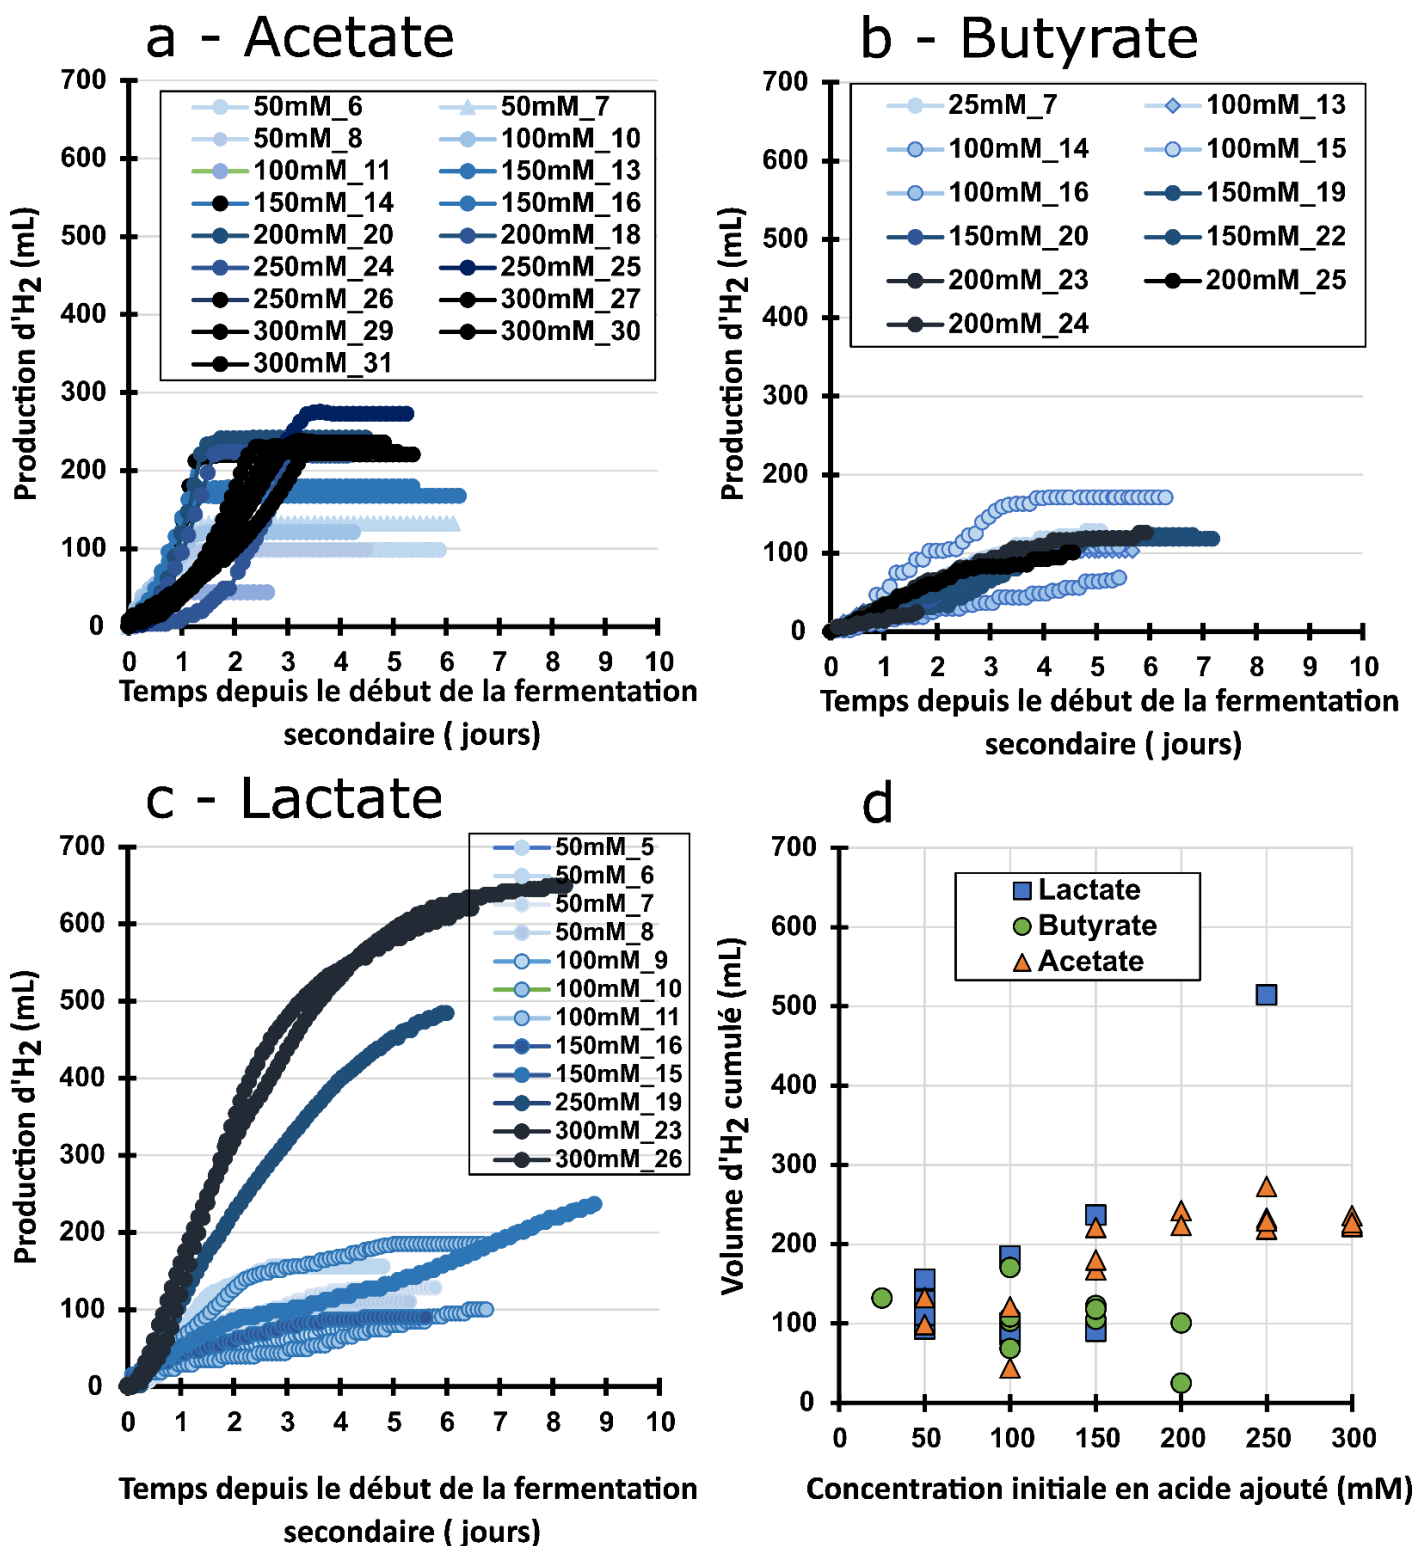 a - Acetate
700
600
500
400
300
200
100
0
Production d'H2 (mL)
50mM_6 50mM_7
50mM_8 100mM_10
100mM_11 150mM_13
150mM_14 150mM_16
200mM_20 200mM_18
250mM_24 250mM_25
250mM_26 300mM_27
300mM_29 300mM_30
300mM_31
0 1 2 3 4 5 6 7 8 9 10
Temps depuis le début de la fermentation
secondaire ( jours)
b - Butyrate
700
600
500
400
300
200
100
0
Production d'H2 (mL)
25mM_7 100mM_13
100mM_14 100mM_15
100mM_16 150mM_19
150mM_20 150mM_22
200mM_23 200mM_25
200mM_24
0 1 2 3 4 5 6 7 8 9 10
Temps depuis le début de la fermentation
secondaire ( jours)
c - Lactate
700
600
500
400
300
200
100
0
Production d'H2 (mL)
50mM_5
50mM_6
50mM_7
50mM_8
100mM_9
100mM_10
100mM_11
150mM_16
150mM_15
250mM_19
300mM_23
300mM_26
0 1 2 3 4 5 6 7 8 9 10
Temps depuis le début de la fermentation
secondaire ( jours)
d
700
600
500
400
300
200
100
0
Volume d'H2 cumulé (mL)
Lactate
Butyrate
Acetate
0 50 100 150 200 250 300
Concentration initiale en acide ajouté (mM)